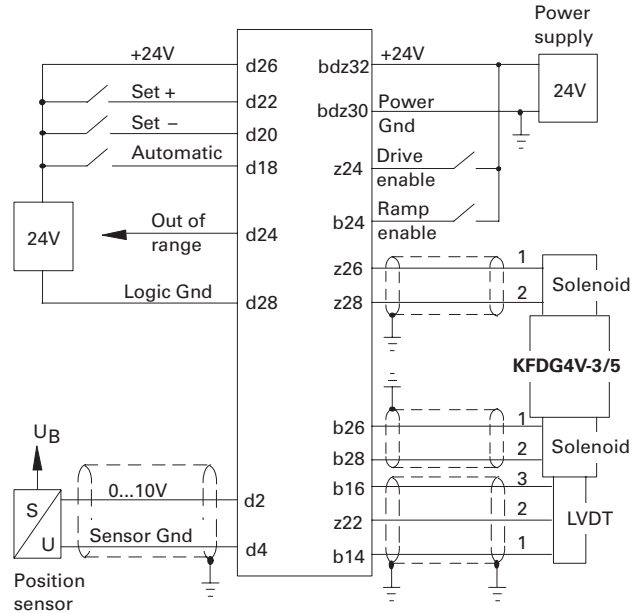 Power
supply
24V
+24V
d26
Set +
d22
Set –
d20
Automatic
d18
24V
Out of
range
d24
Logic Gnd
d28
bdz32
+24V
bdz30
Power
Gnd
z24
Drive
enable
b24
Ramp
enable
z26
1
z28
2
Solenoid
KFDG4V-3/5
b26
1
b28
2
Solenoid
b16
3
z22
2
b14
1
LVDT
UB
0...10V
d2
S
U
Sensor Gnd
d4
Position
sensor